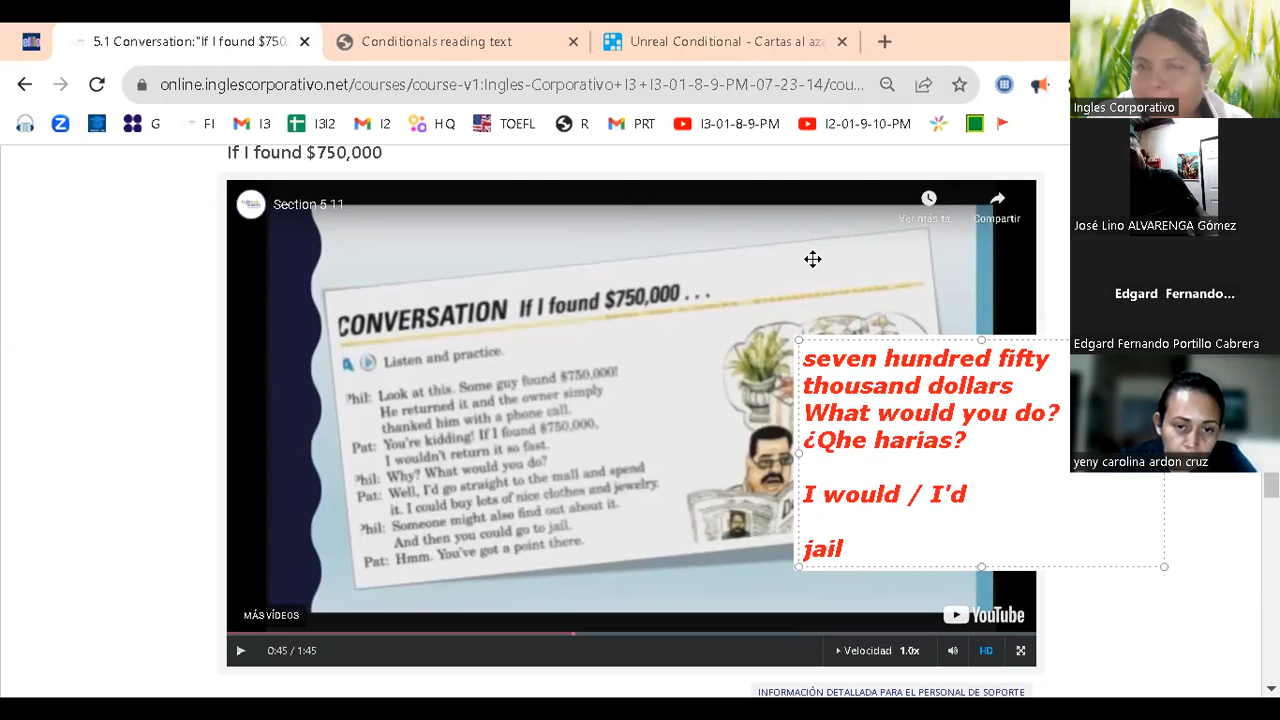 5.1 Conversation:"If I found $750,
Conditionals reading text
Unreal Conditional - Cartas al aza
online.inglescorporativo.net/courses/course-v1:Ingles-Corporativo+I3+I3-01-8-9-PM-07-23-14/cou...
G
FI
I3
I3I2
I2
HQ
TOEFL
R
PRT
I3-01-8-9-PM
I2-01-9-10-PM
If I found $750,000
Section 5 11
Ver más ta...
Compartir
CONVERSATION If I found $750,000 . . .
A Listen and practice.
Phil: Look at this. Some guy found $750,000!
He returned it and the owner simply
thanked him with a phone call.
Pat: You're kidding! If I found $750,000,
I wouldn't return it so fast.
Phil: Why? What would you do?
Pat: Well, I'd go straight to the mall and spend
it. I could buy lots of nice clothes and jewelry.
Phil: Someone might also find out about it.
And then you could go to jail.
Pat: Hmm. You've got a point there.
seven hundred fifty
thousand dollars
What would you do?
¿Qhe harias?
I would / I'd
jail
MÁS VÍDEOS
YouTube
0:45 / 1:45
Velocidad 1.0x
HD
INFORMACIÓN DETALLADA PARA EL PERSONAL DE SOPORTE
Ingles Corporativo
José Lino ALVARENGA Gómez
Edgard Fernando...
Edgard Fernando Portillo Cabrera
yeny carolina ardon cruz